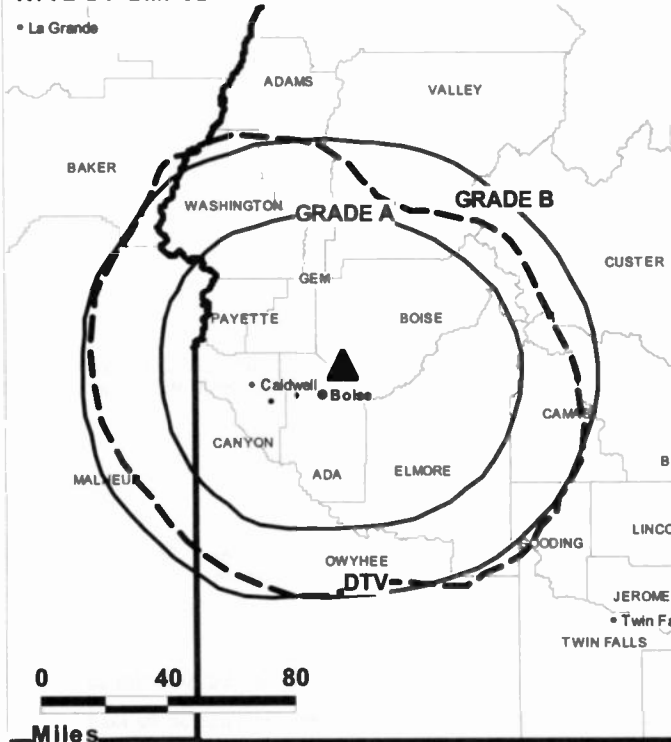 • La Grande
ADAMS
VALLEY
BAKER
WASHINGTON
GRADE A
GRADE B
CUSTER
GEM
PAYETTE
BOISE
• Caldwell
• Boise
CAMAS
CANYON
MALHEUR
ADA
ELMORE
LINCO
GOODING
OWYHEE
DTV
JEROME
• Twin Fa
TWIN FALLS
0 40 80
Miles